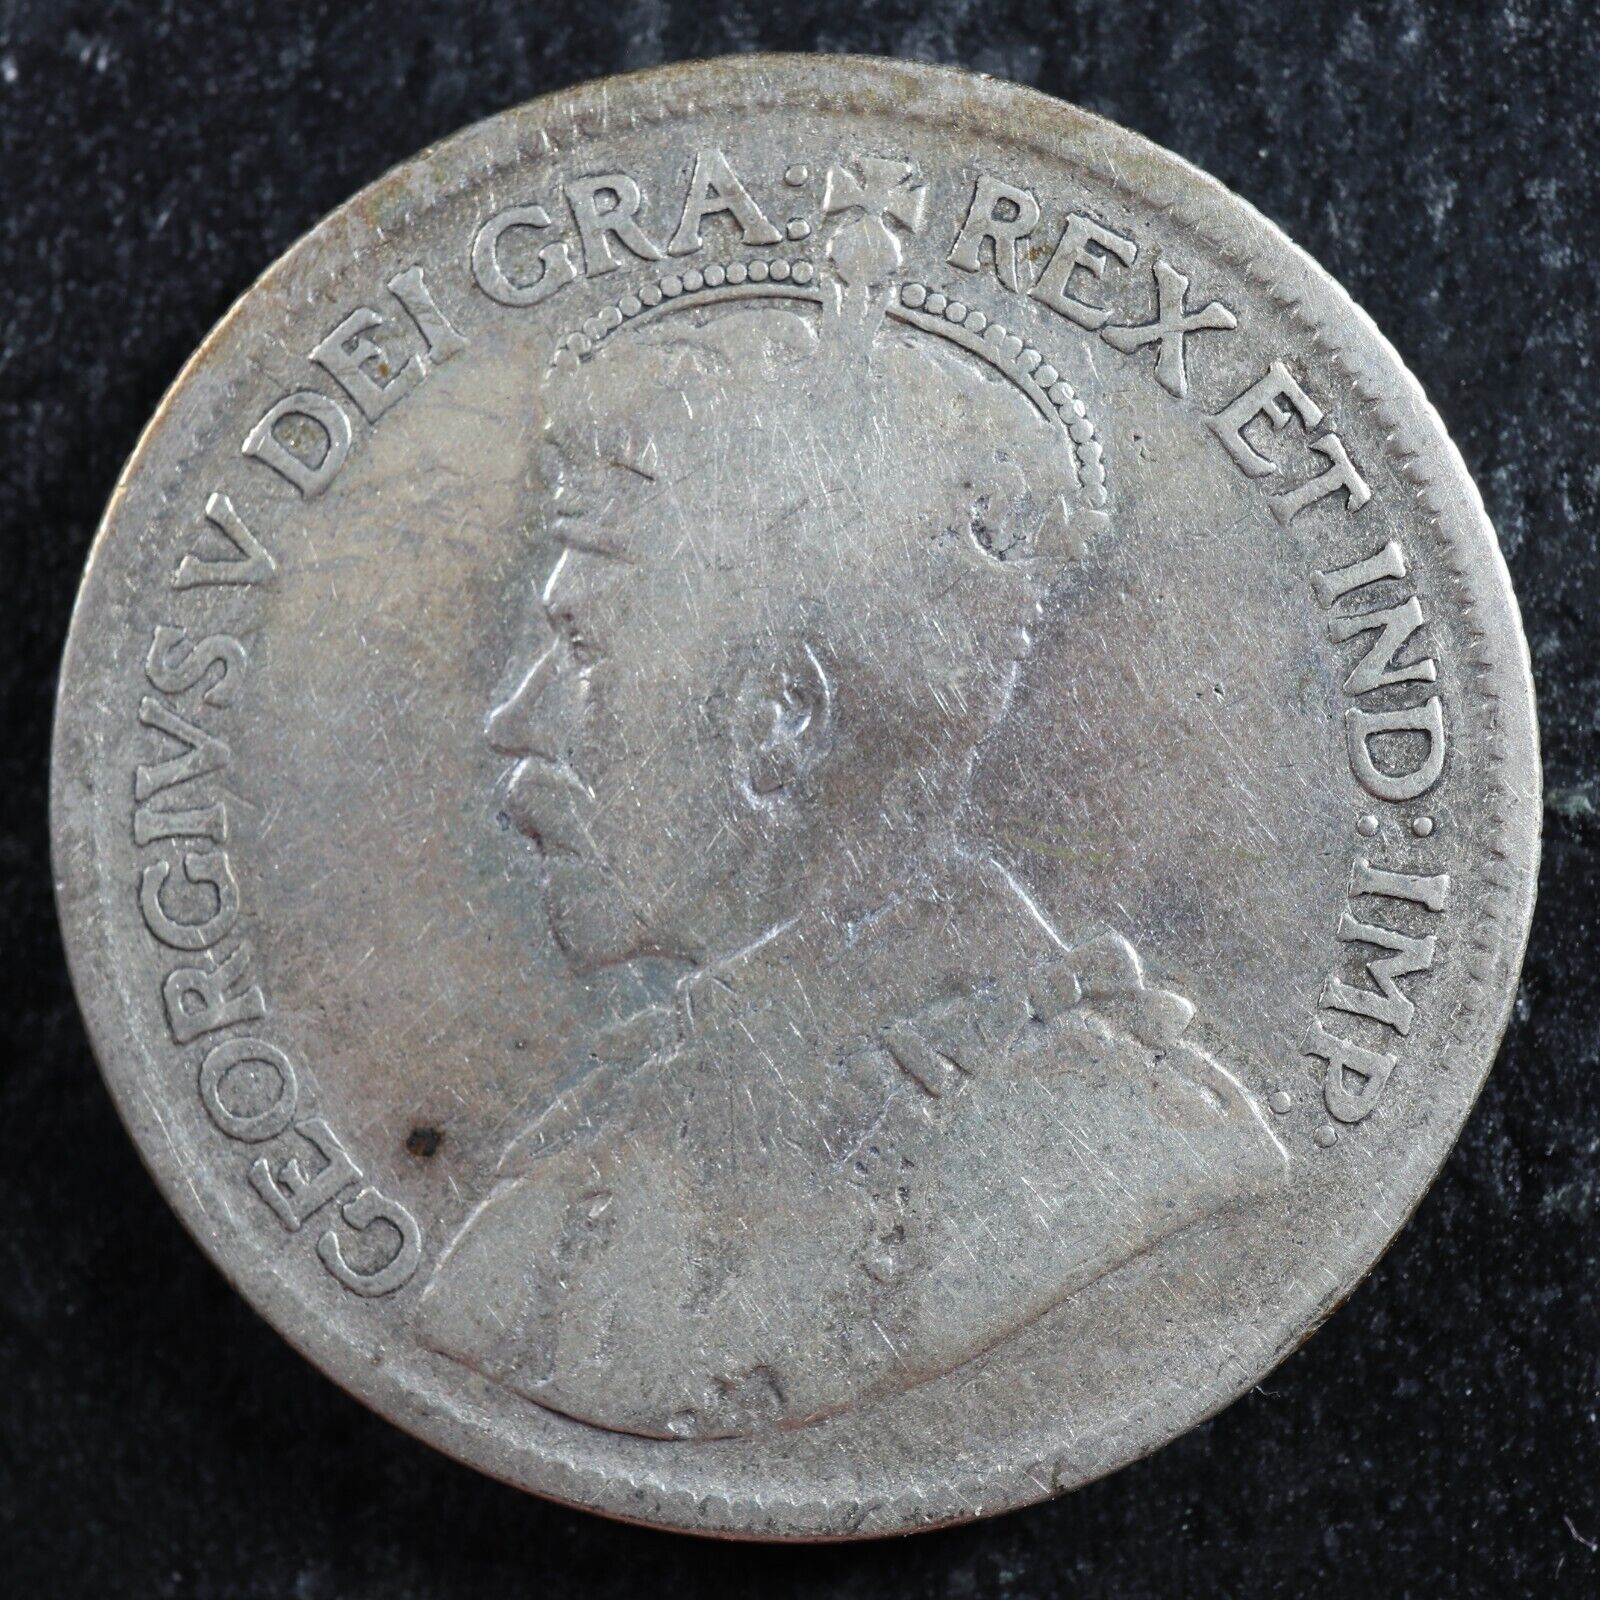 GEORGIVS V DEI GRA: REX ET IND: IMP: